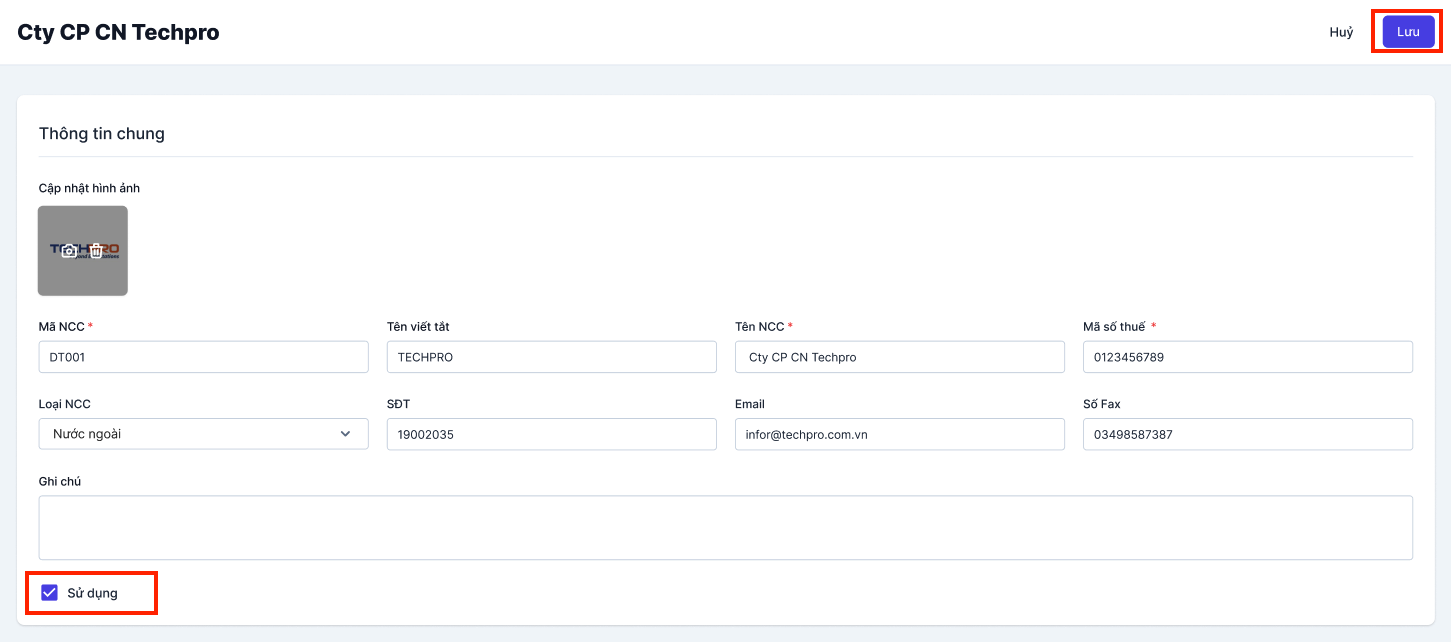 Cty CP CN Techpro
Huỷ
Lưu
Thông tin chung
Cập nhật hình ảnh
Mã NCC *
Tên viết tắt
Tên NCC *
Mã số thuế *
DT001
TECHPRO
Cty CP CN Techpro
0123456789
Loại NCC
SĐT
Email
Số Fax
Nước ngoài
19002035
infor@techpro.com.vn
03498587387
Ghi chú
Sử dụng